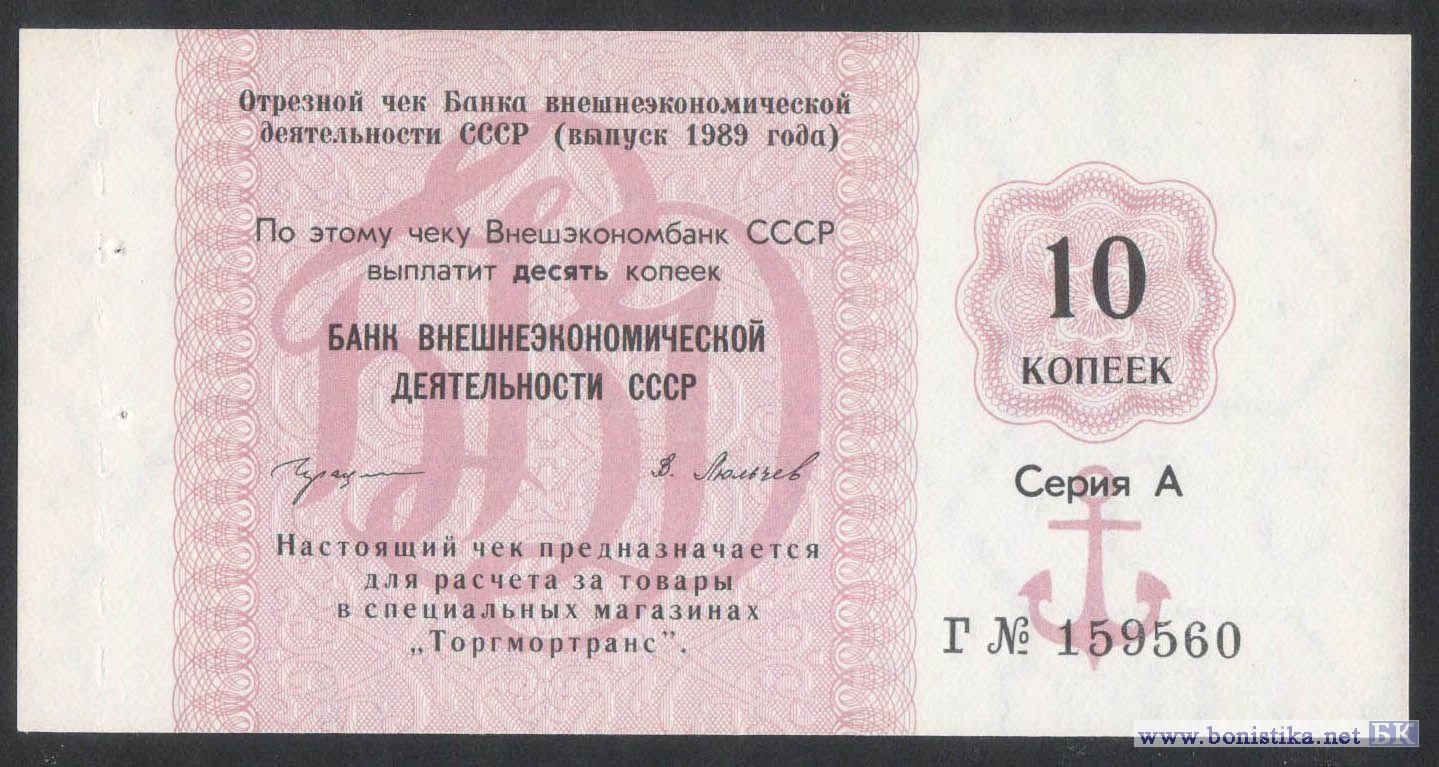 Отрезной чек Банка внешнеэкономической
деятельности СССР (выпуск 1989 года)
По этому чеку Внешэкономбанк СССР
выплатит десять копеек
БАНК ВНЕШНЕЭКОНОМИЧЕСКОЙ
ДЕЯТЕЛЬНОСТИ СССР
В. Люльчев
Настоящий чек предназначается
для расчета за товары
в специальных магазинах
„Торгмортранс”.
10
КОПЕЕК
Серия А
Г № 159560
www.bonistika.net БК